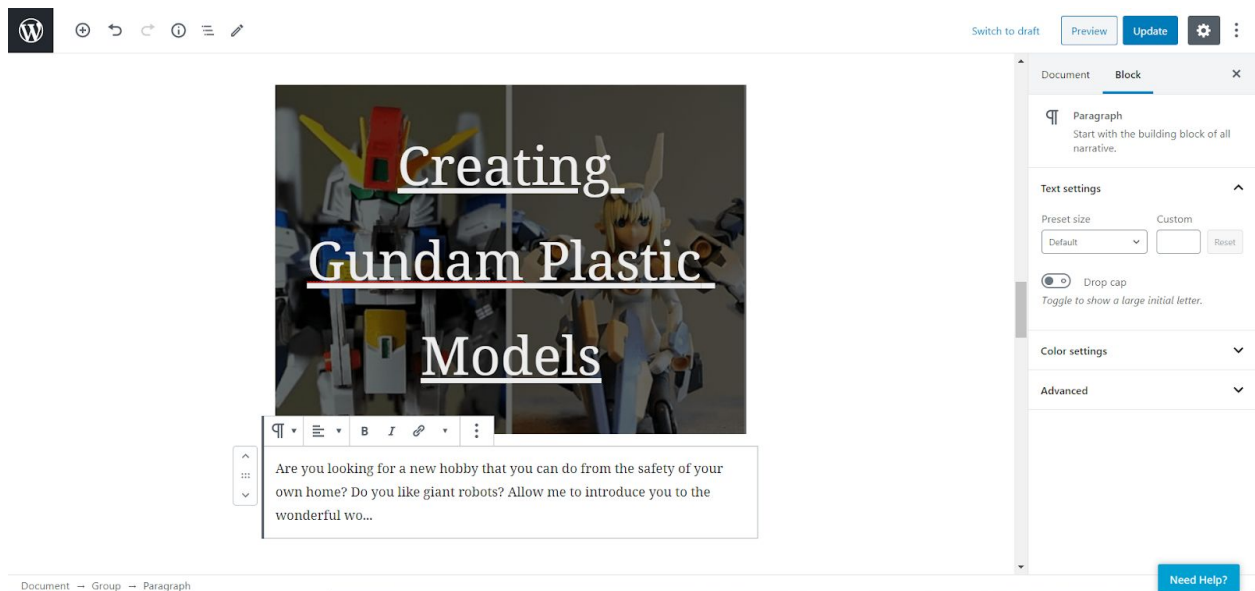 Switch to draft
Preview
Update
Document
Block
Paragraph
Start with the building block of all
narrative.
Text settings
Preset size
Custom
Default
Reset
Drop cap
Toggle to show a large initial letter.
Color settings
Advanced
Creating
Gundam Plastic
Models
B I
Are you looking for a new hobby that you can do from the safety of your
own home? Do you like giant robots? Allow me to introduce you to the
wonderful wo...
Document → Group → Paragraph
Need Help?